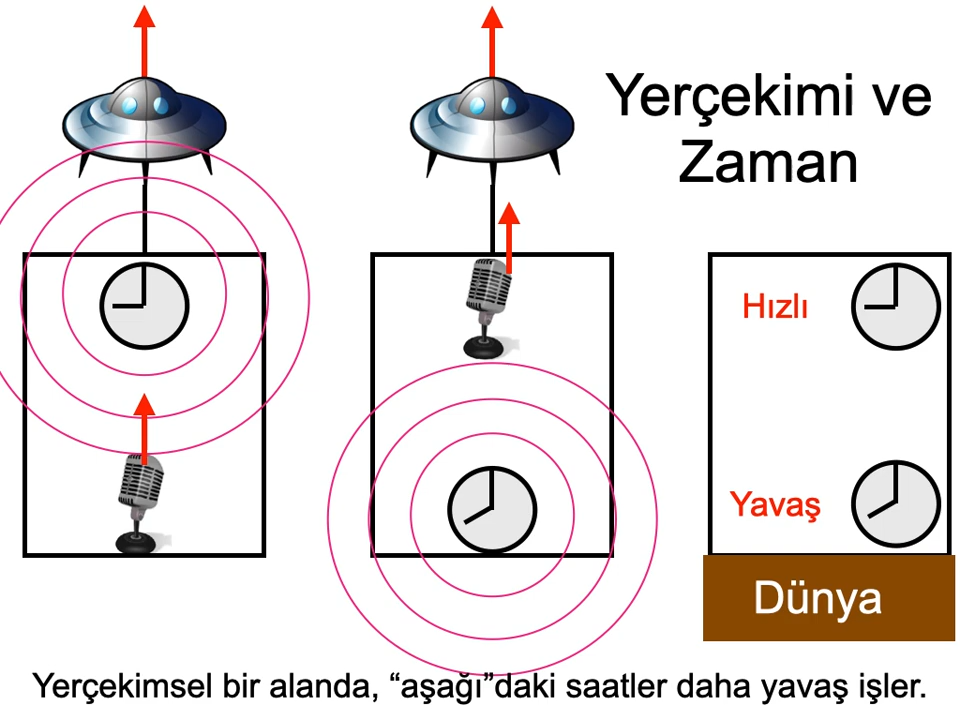 Yerçekimi ve
Zaman
Hızlı
Yavaş
Dünya
Yerçekimsel bir alanda, “aşağı”daki saatler daha yavaş işler.